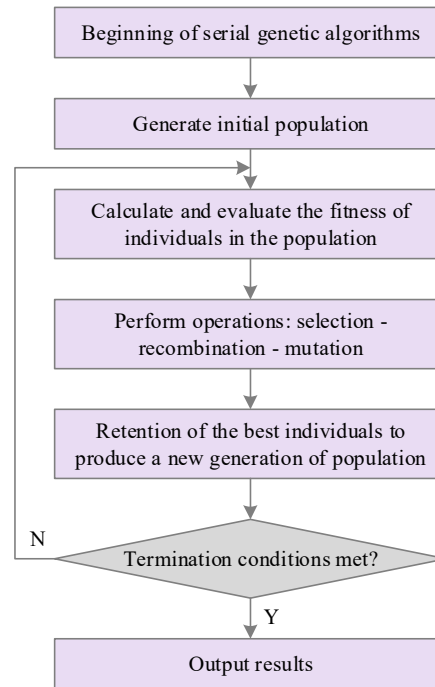 Beginning of serial genetic algorithms
Generate initial population
Calculate and evaluate the fitness of
individuals in the population
Perform operations: selection -
recombination - mutation
Retention of the best individuals to
produce a new generation of population
N
Termination conditions met?
Y
Output results